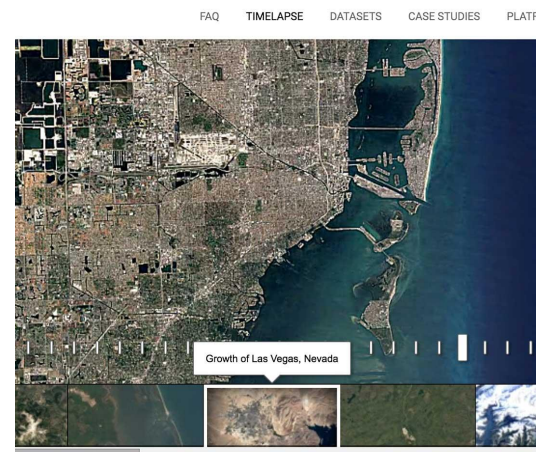 FAQ TIMELAPSE DATASETS CASE STUDIES
Growth of Las Vegas, Nevada